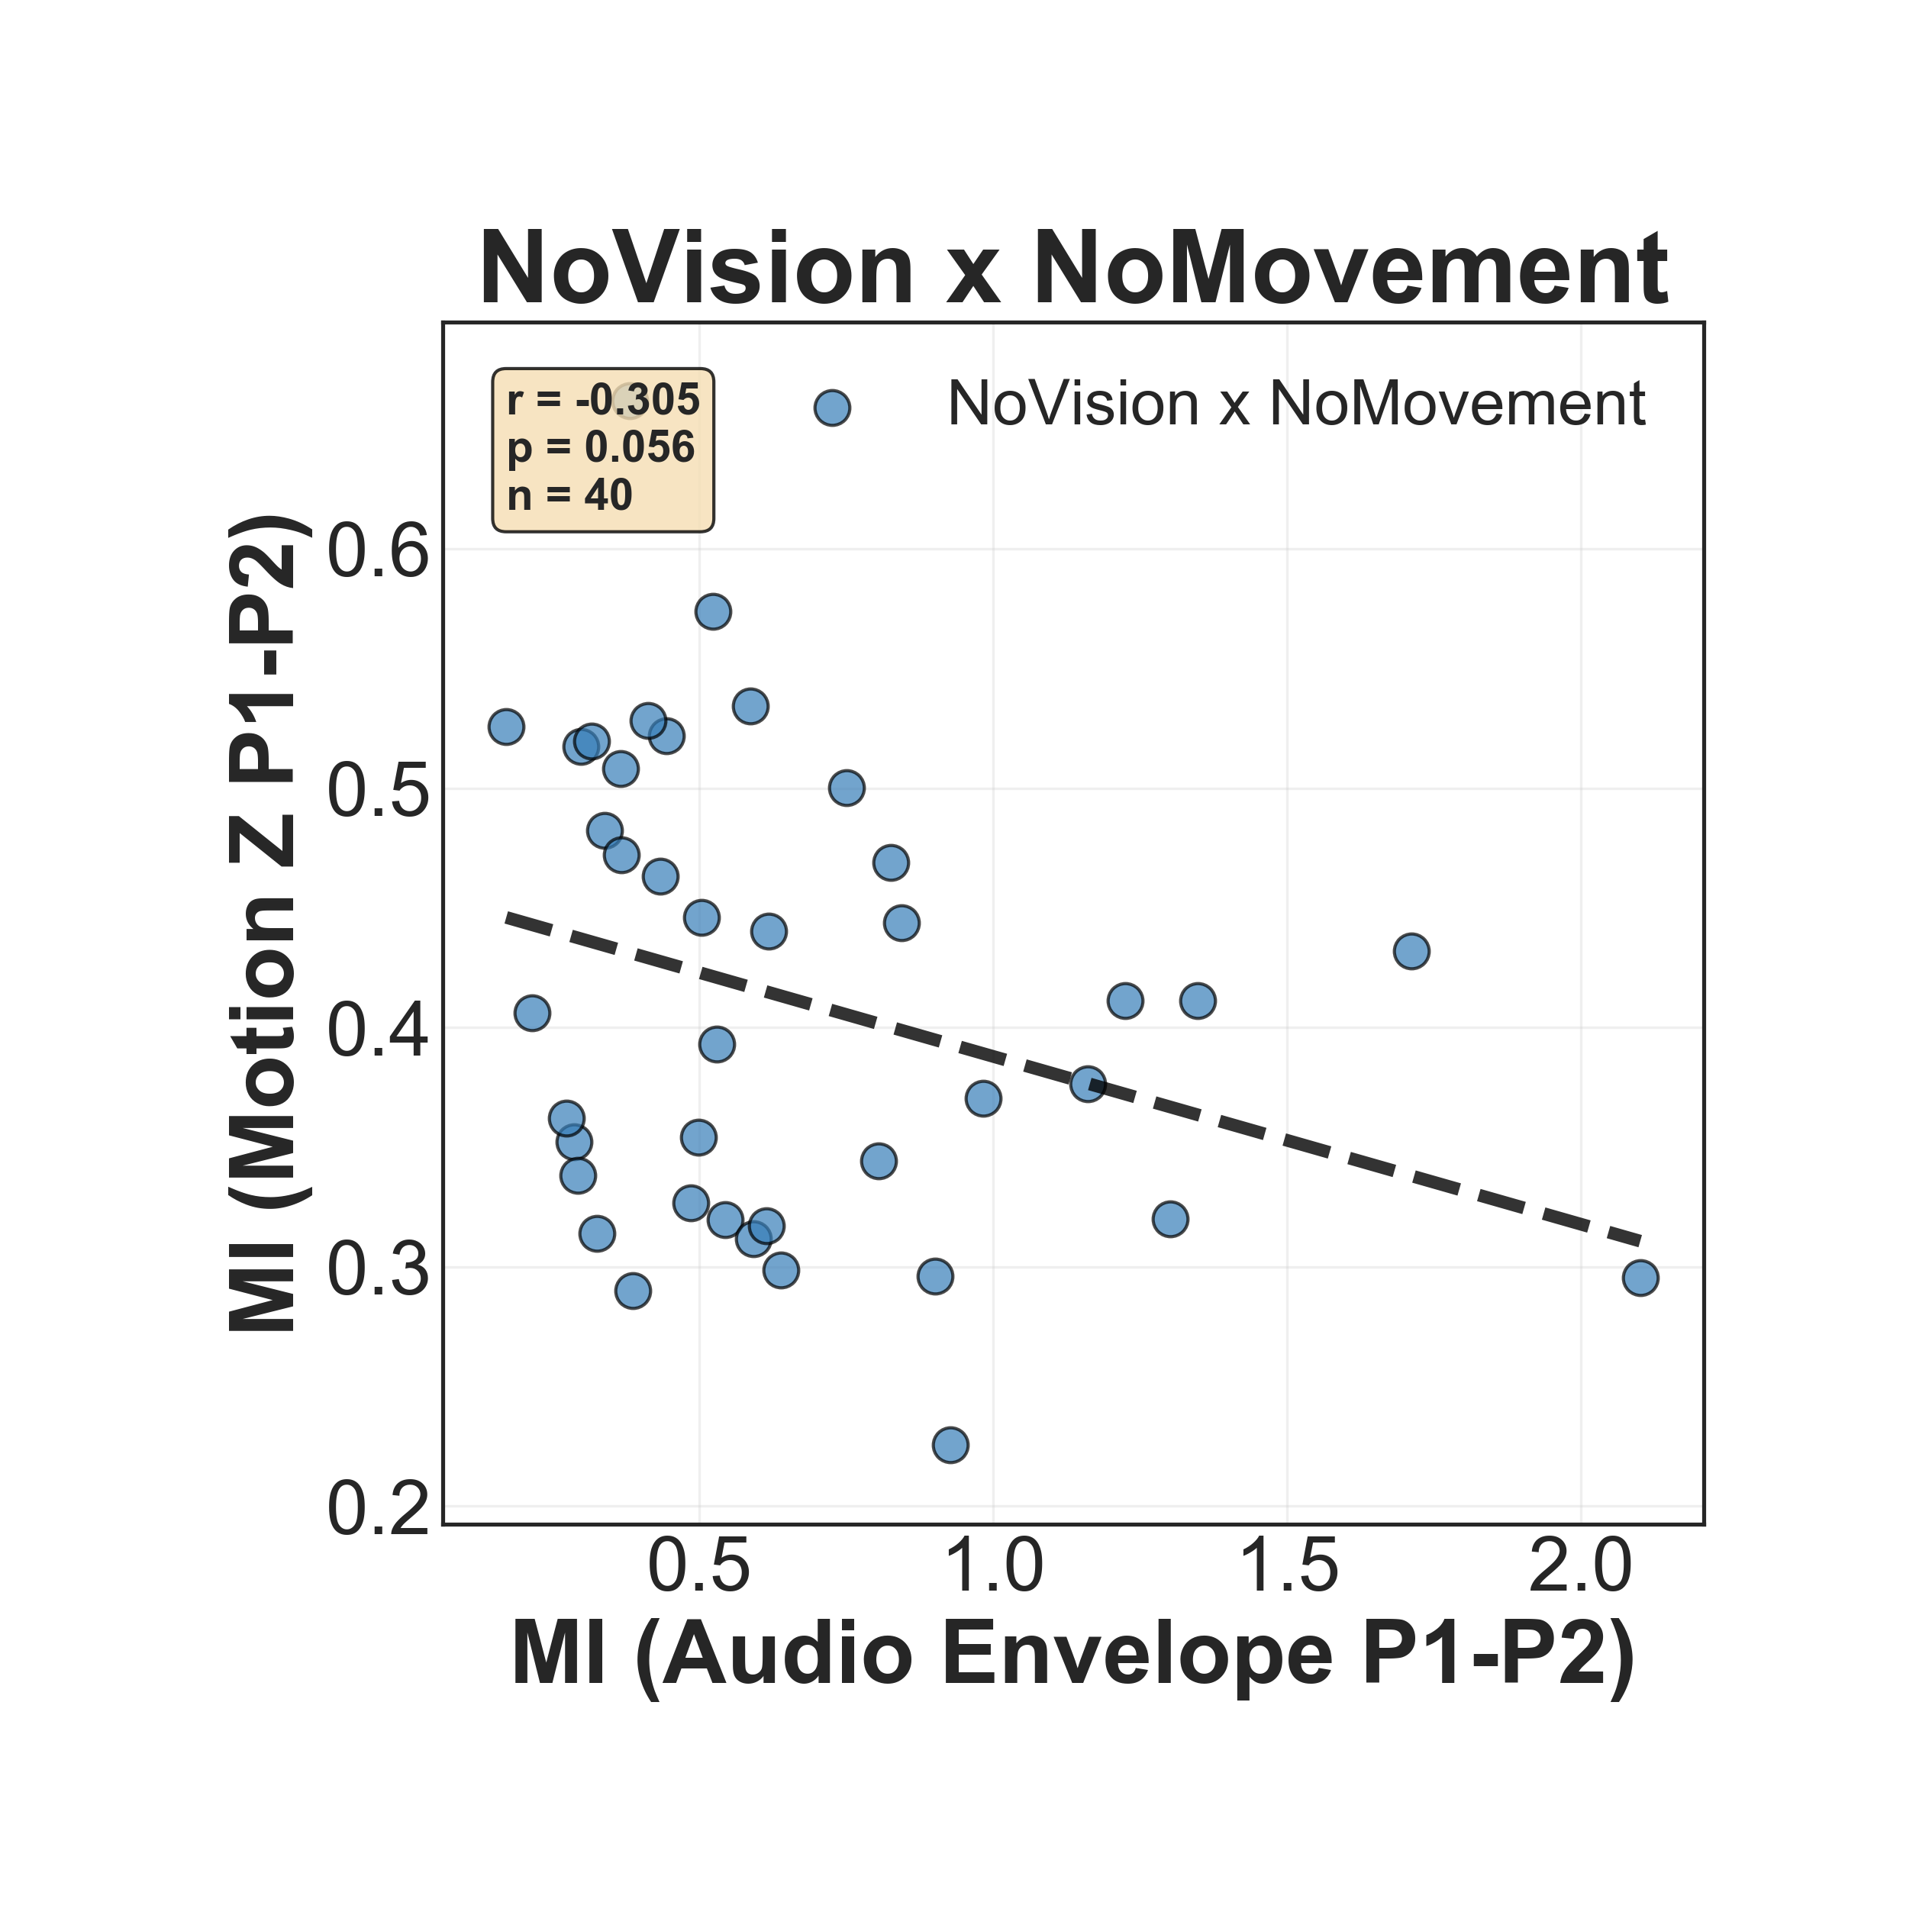 NoVision x NoMovement
r = -0.305
p = 0.056
n = 40
NoVision x NoMovement
MI (Motion Z P1-P2)
0.6
0.5
0.4
0.3
0.2
0.5 1.0 1.5 2.0
MI (Audio Envelope P1-P2)